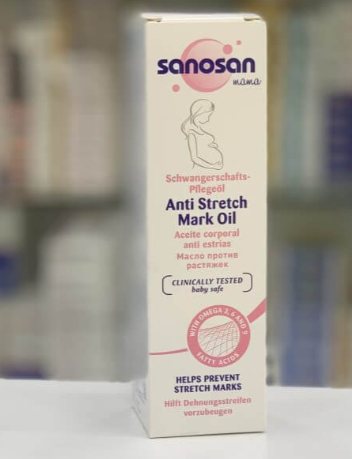 sanosan
mama
Schwangerschafts-
Pflegeöl
Anti Stretch
Mark Oil
Aceite corporal
anti estrías
Масло против
растяжек
CLINICALLY TESTED
baby safe
WITH OMEGA 3, 6 AND 9
FATTY ACIDS
HELPS PREVENT
STRETCH MARKS
Hilft Dehnungsstreifen
vorzubeugen